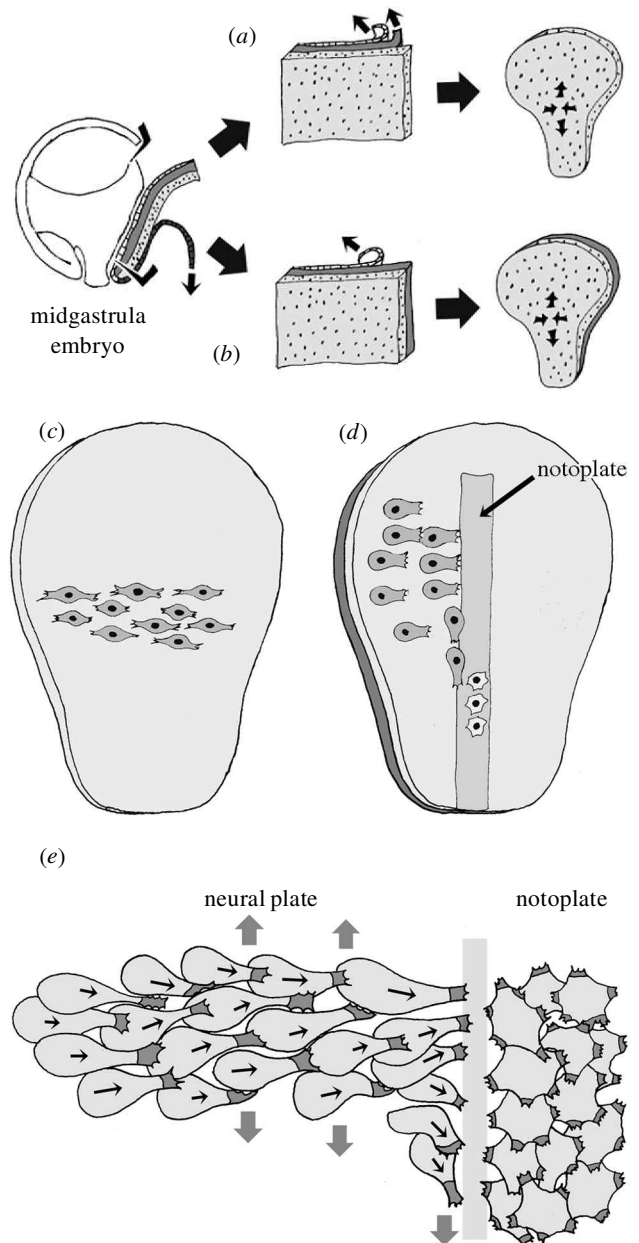 (a)
midgastrula
embryo
(b)
(c)
(d)
notoplate
(e)
neural plate
notoplate